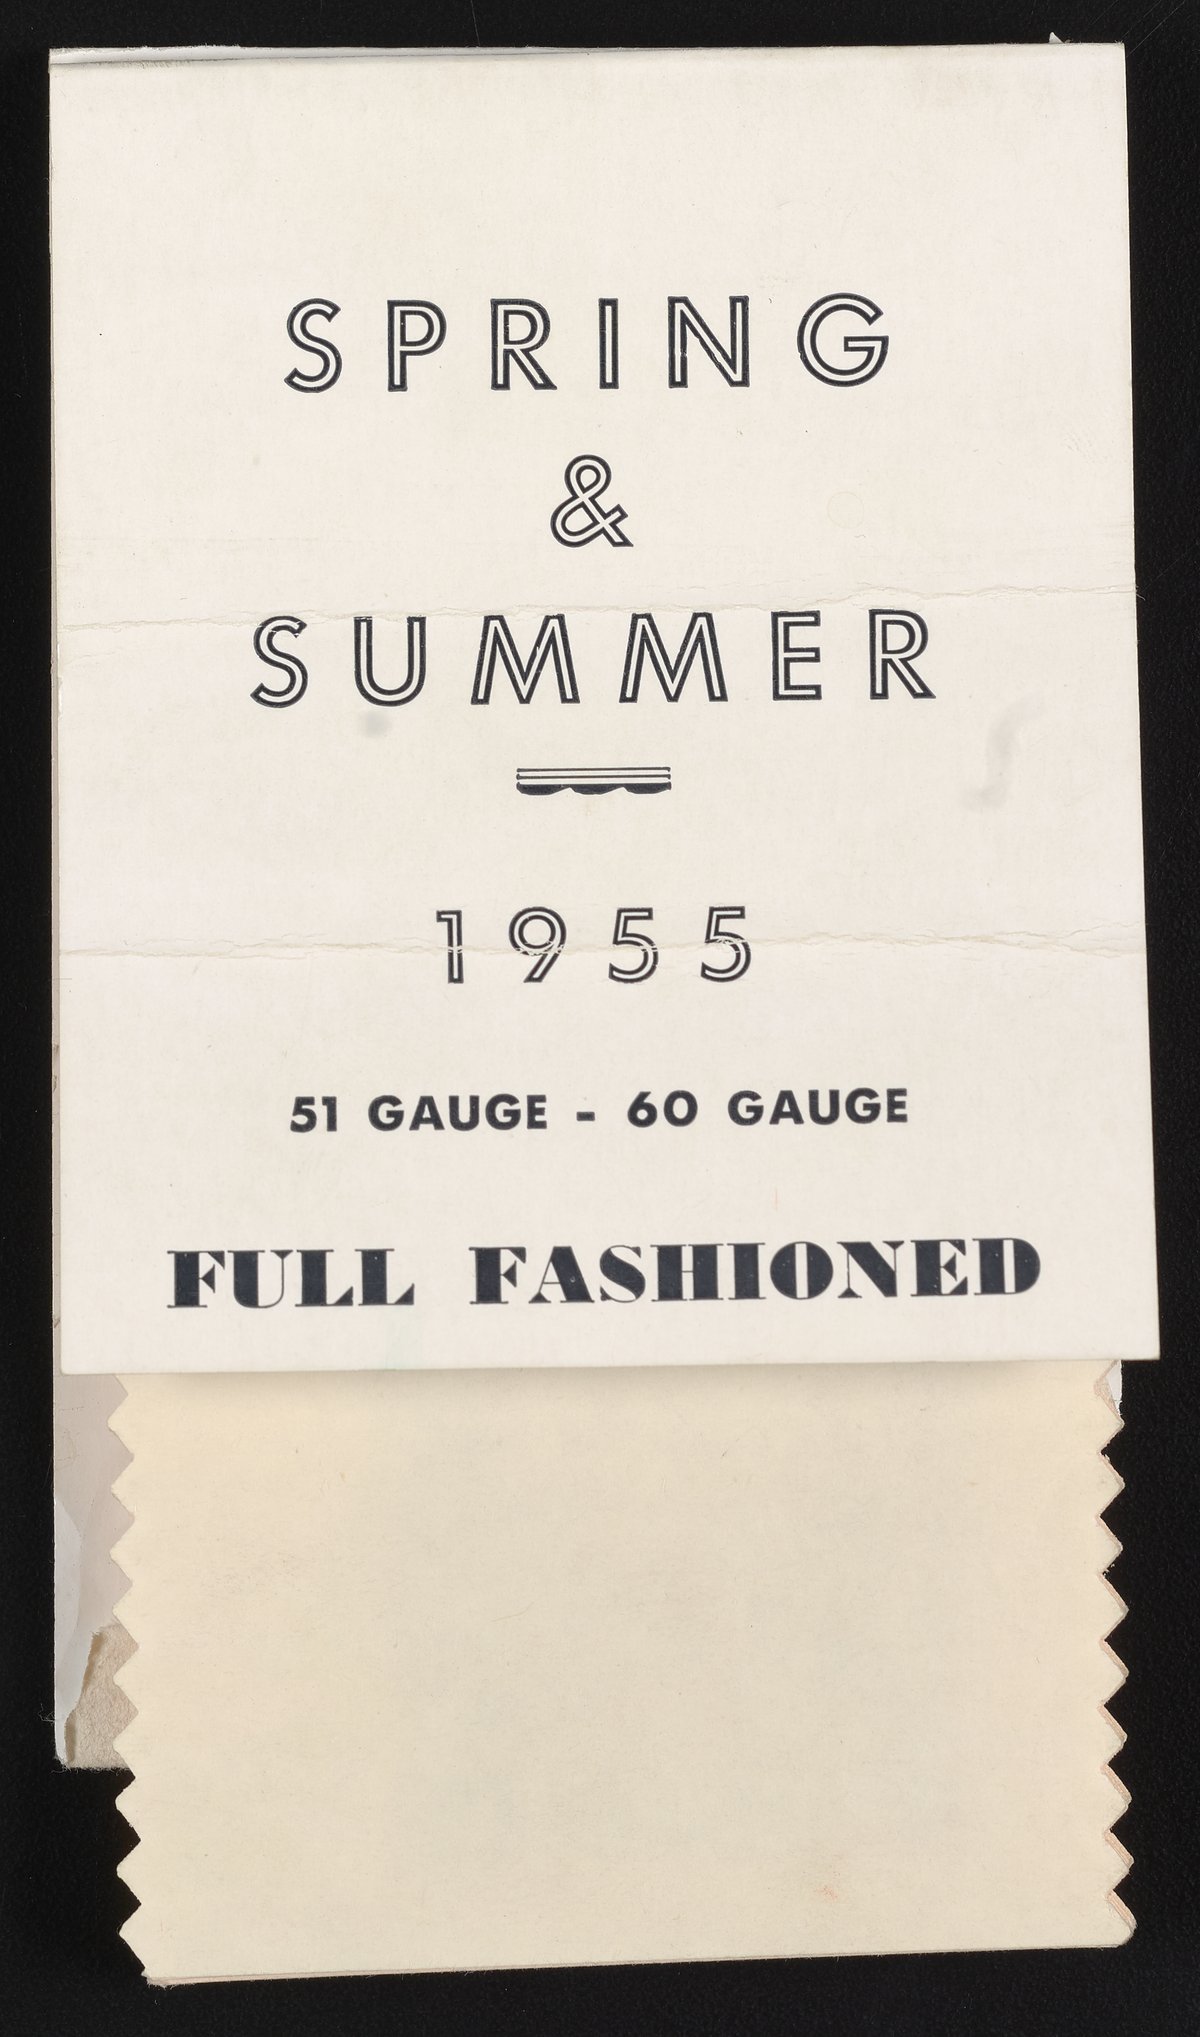 SPRING
&
SUMMER
1955
51 GAUGE - 60 GAUGE
FULL FASHIONED